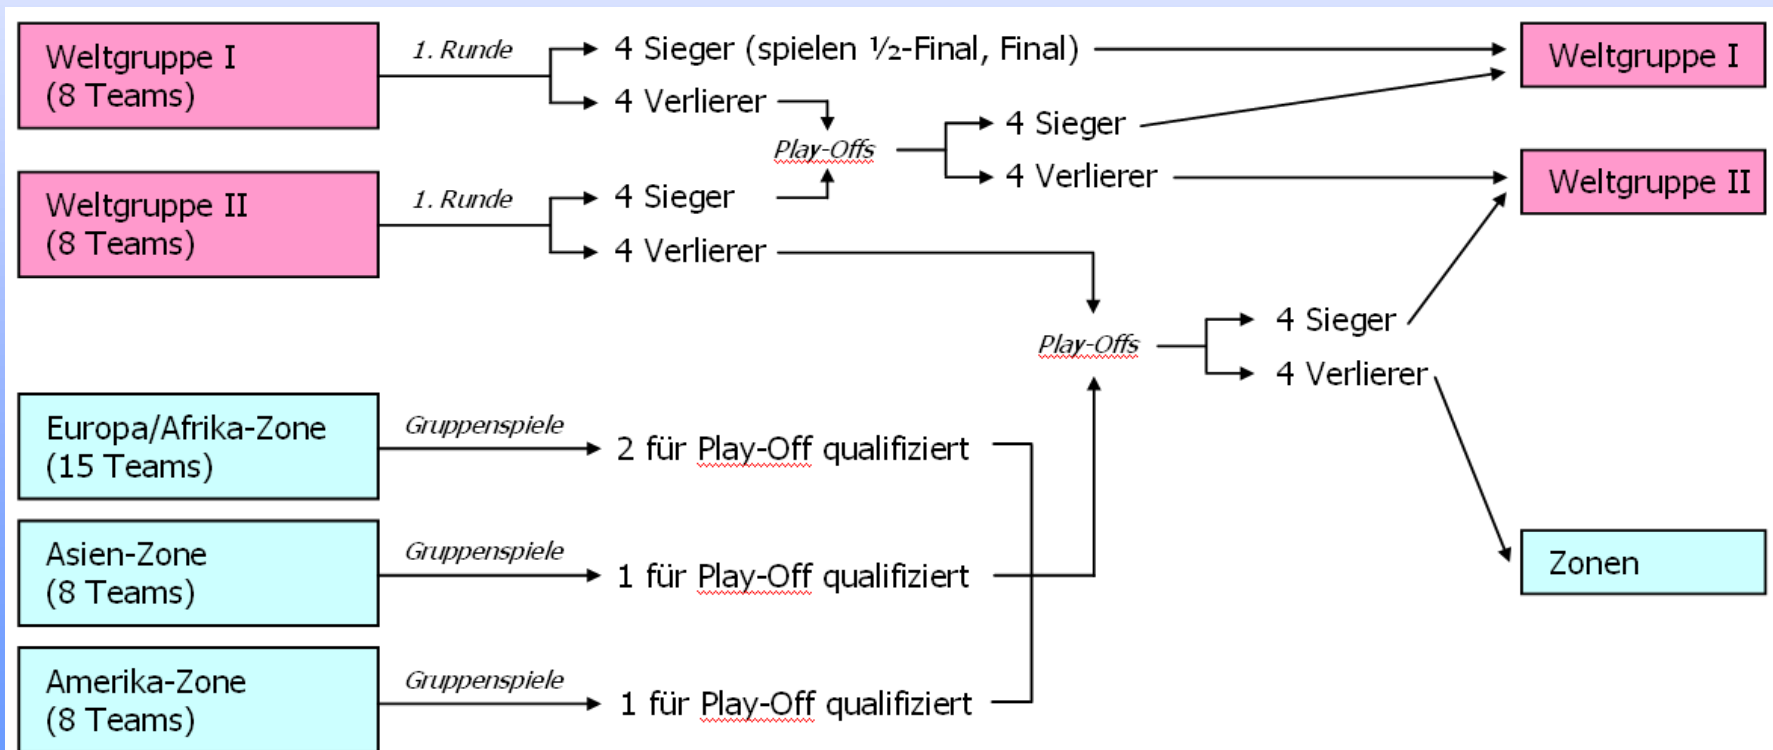 Weltgruppe I
(8 Teams)
1. Runde
4 Sieger (spielen ½-Final, Final)
4 Verlierer
Weltgruppe I
Play-Offs
4 Sieger
4 Verlierer
Weltgruppe II
Weltgruppe II
(8 Teams)
1. Runde
4 Sieger
4 Verlierer
Play-Offs
4 Sieger
4 Verlierer
Europa/Afrika-Zone
(15 Teams)
Gruppenspiele
2 für Play-Off qualifiziert
Asien-Zone
(8 Teams)
Gruppenspiele
1 für Play-Off qualifiziert
Zonen
Amerika-Zone
(8 Teams)
Gruppenspiele
1 für Play-Off qualifiziert